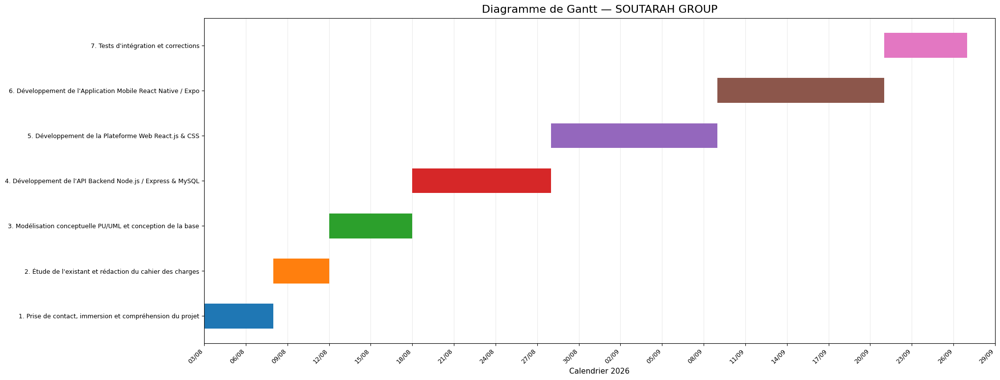 Diagramme de Gantt — SOUTARAH GROUP
7. Tests d'intégration et corrections
6. Développement de l'Application Mobile React Native / Expo
5. Développement de la Plateforme Web React.js & CSS
4. Développement de l'API Backend Node.js / Express & MySQL
3. Modélisation conceptuelle PU/UML et conception de la base
2. Étude de l'existant et rédaction du cahier des charges
1. Prise de contact, immersion et compréhension du projet
03/08 06/08 09/08 12/08 15/08 18/08 21/08 24/08 27/08 30/08 02/09 05/09 08/09 11/09 14/09 17/09 20/09 23/09 26/09 29/09
Calendrier 2026